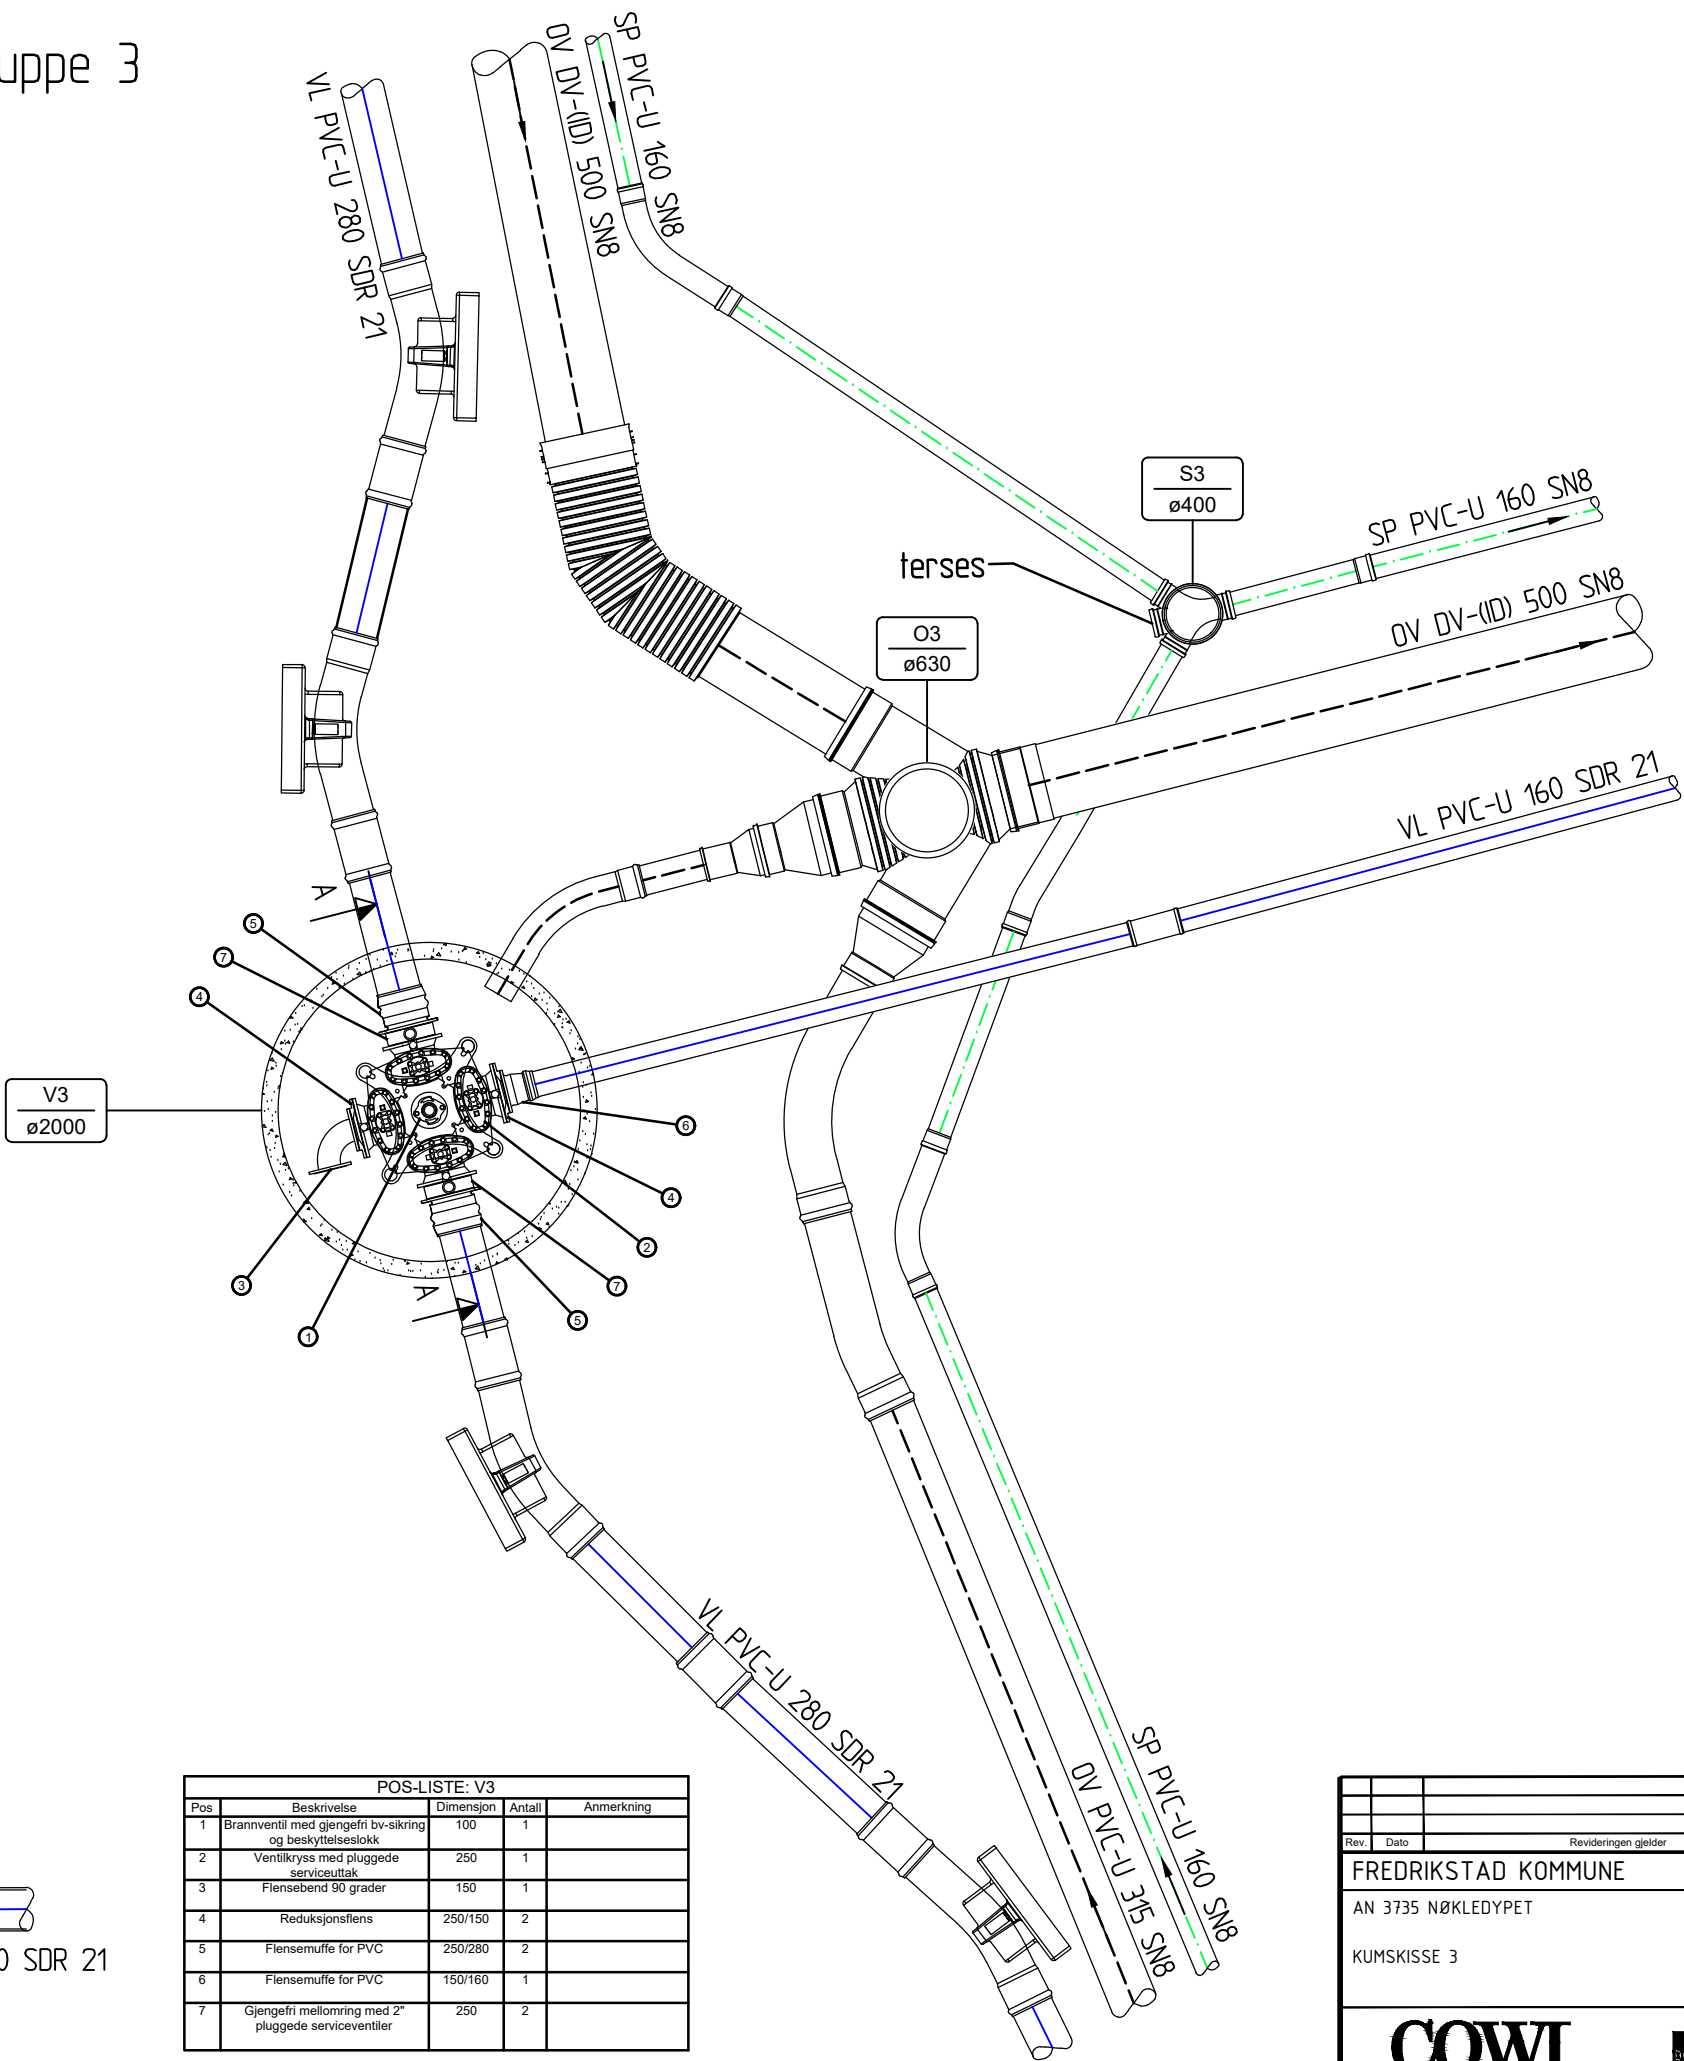 uppe 3
VL PVC-U 280 SDR 21
OV DV-(ID) 500 SN8
SP PVC-U 160 SN8
S3
ø400
SP PVC-U 160 SN8
terses
OV DV-(ID) 500 SN8
O3
ø630
VL PVC-U 160 SDR 21
A
5
7
4
V3
ø2000
6
4
2
7
3
A
5
1
VL PVC-U 280 SDR 21
SP PVC-U 160 SN8
OV PVC-U 315 SN8
0 SDR 21
POS-LISTE: V3
Pos Beskrivelse Dimensjon Antall Anmerkning
1 Brannventil med gjengefri bv-sikring og beskyttelseslokk 100 1
2 Ventilkryss med pluggede serviceuttak 250 1
3 Flensebend 90 grader 150 1
4 Reduksjonsflens 250/150 2
5 Flensemuffe for PVC 250/280 2
6 Flensemuffe for PVC 150/160 1
7 Gjengefri mellomring med 2" pluggede serviceventiler 250 2
Rev. Dato Revideringen gjelder
FREDRIKSTAD KOMMUNE
AN 3735 NØKLEDYPET
KUMSKISSE 3
COWI